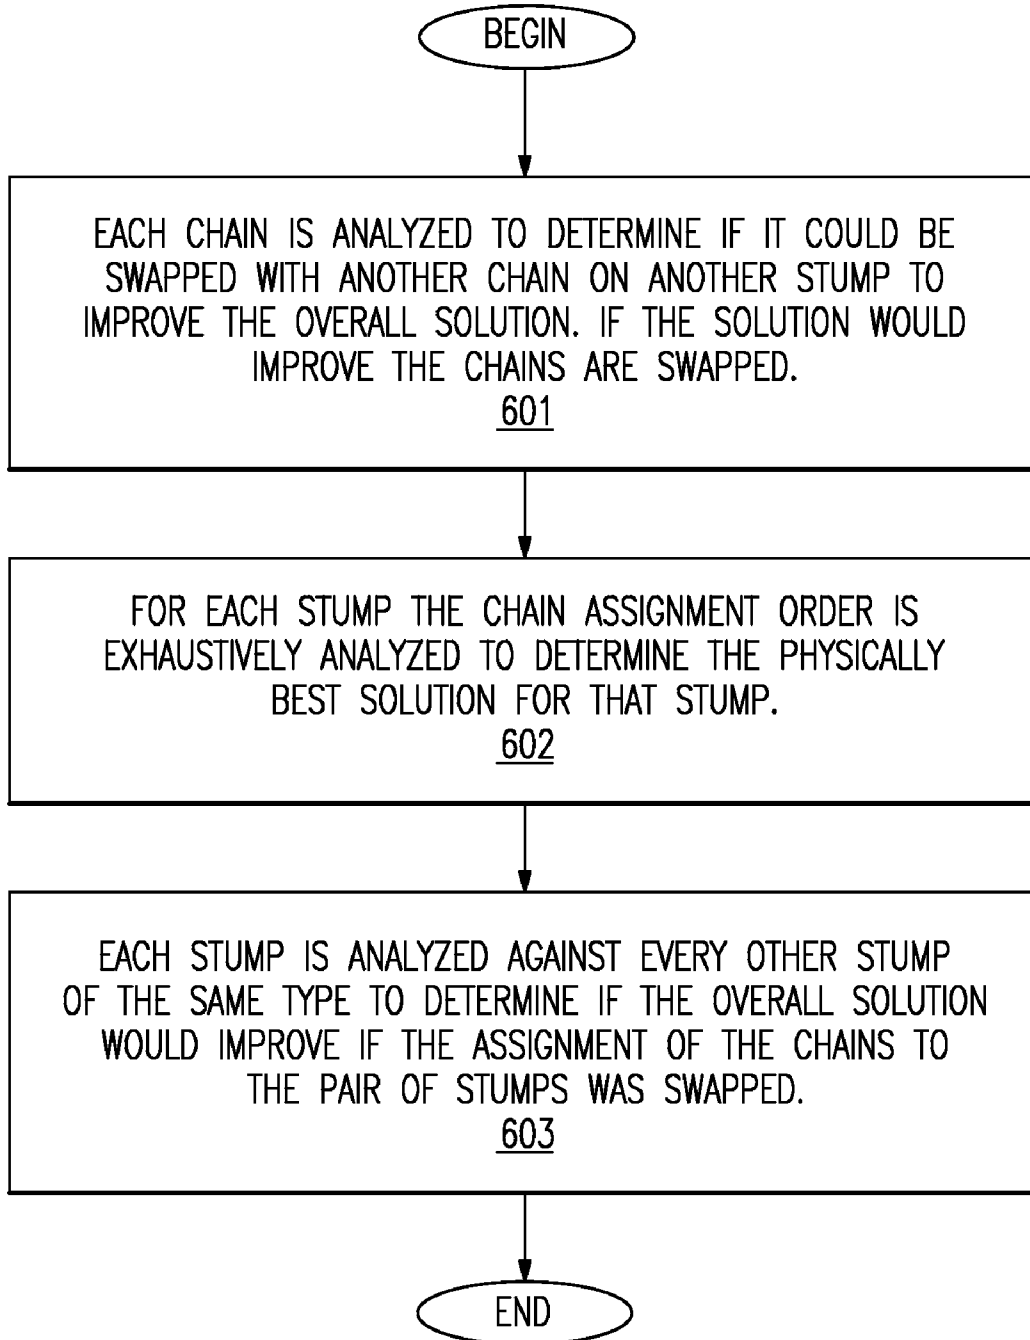 BEGIN
EACH CHAIN IS ANALYZED TO DETERMINE IF IT COULD BE
SWAPPED WITH ANOTHER CHAIN ON ANOTHER STUMP TO
IMPROVE THE OVERALL SOLUTION. IF THE SOLUTION WOULD
IMPROVE THE CHAINS ARE SWAPPED.
601
FOR EACH STUMP THE CHAIN ASSIGNMENT ORDER IS
EXHAUSTIVELY ANALYZED TO DETERMINE THE PHYSICALLY
BEST SOLUTION FOR THAT STUMP.
602
EACH STUMP IS ANALYZED AGAINST EVERY OTHER STUMP
OF THE SAME TYPE TO DETERMINE IF THE OVERALL SOLUTION
WOULD IMPROVE IF THE ASSIGNMENT OF THE CHAINS TO
THE PAIR OF STUMPS WAS SWAPPED.
603
END